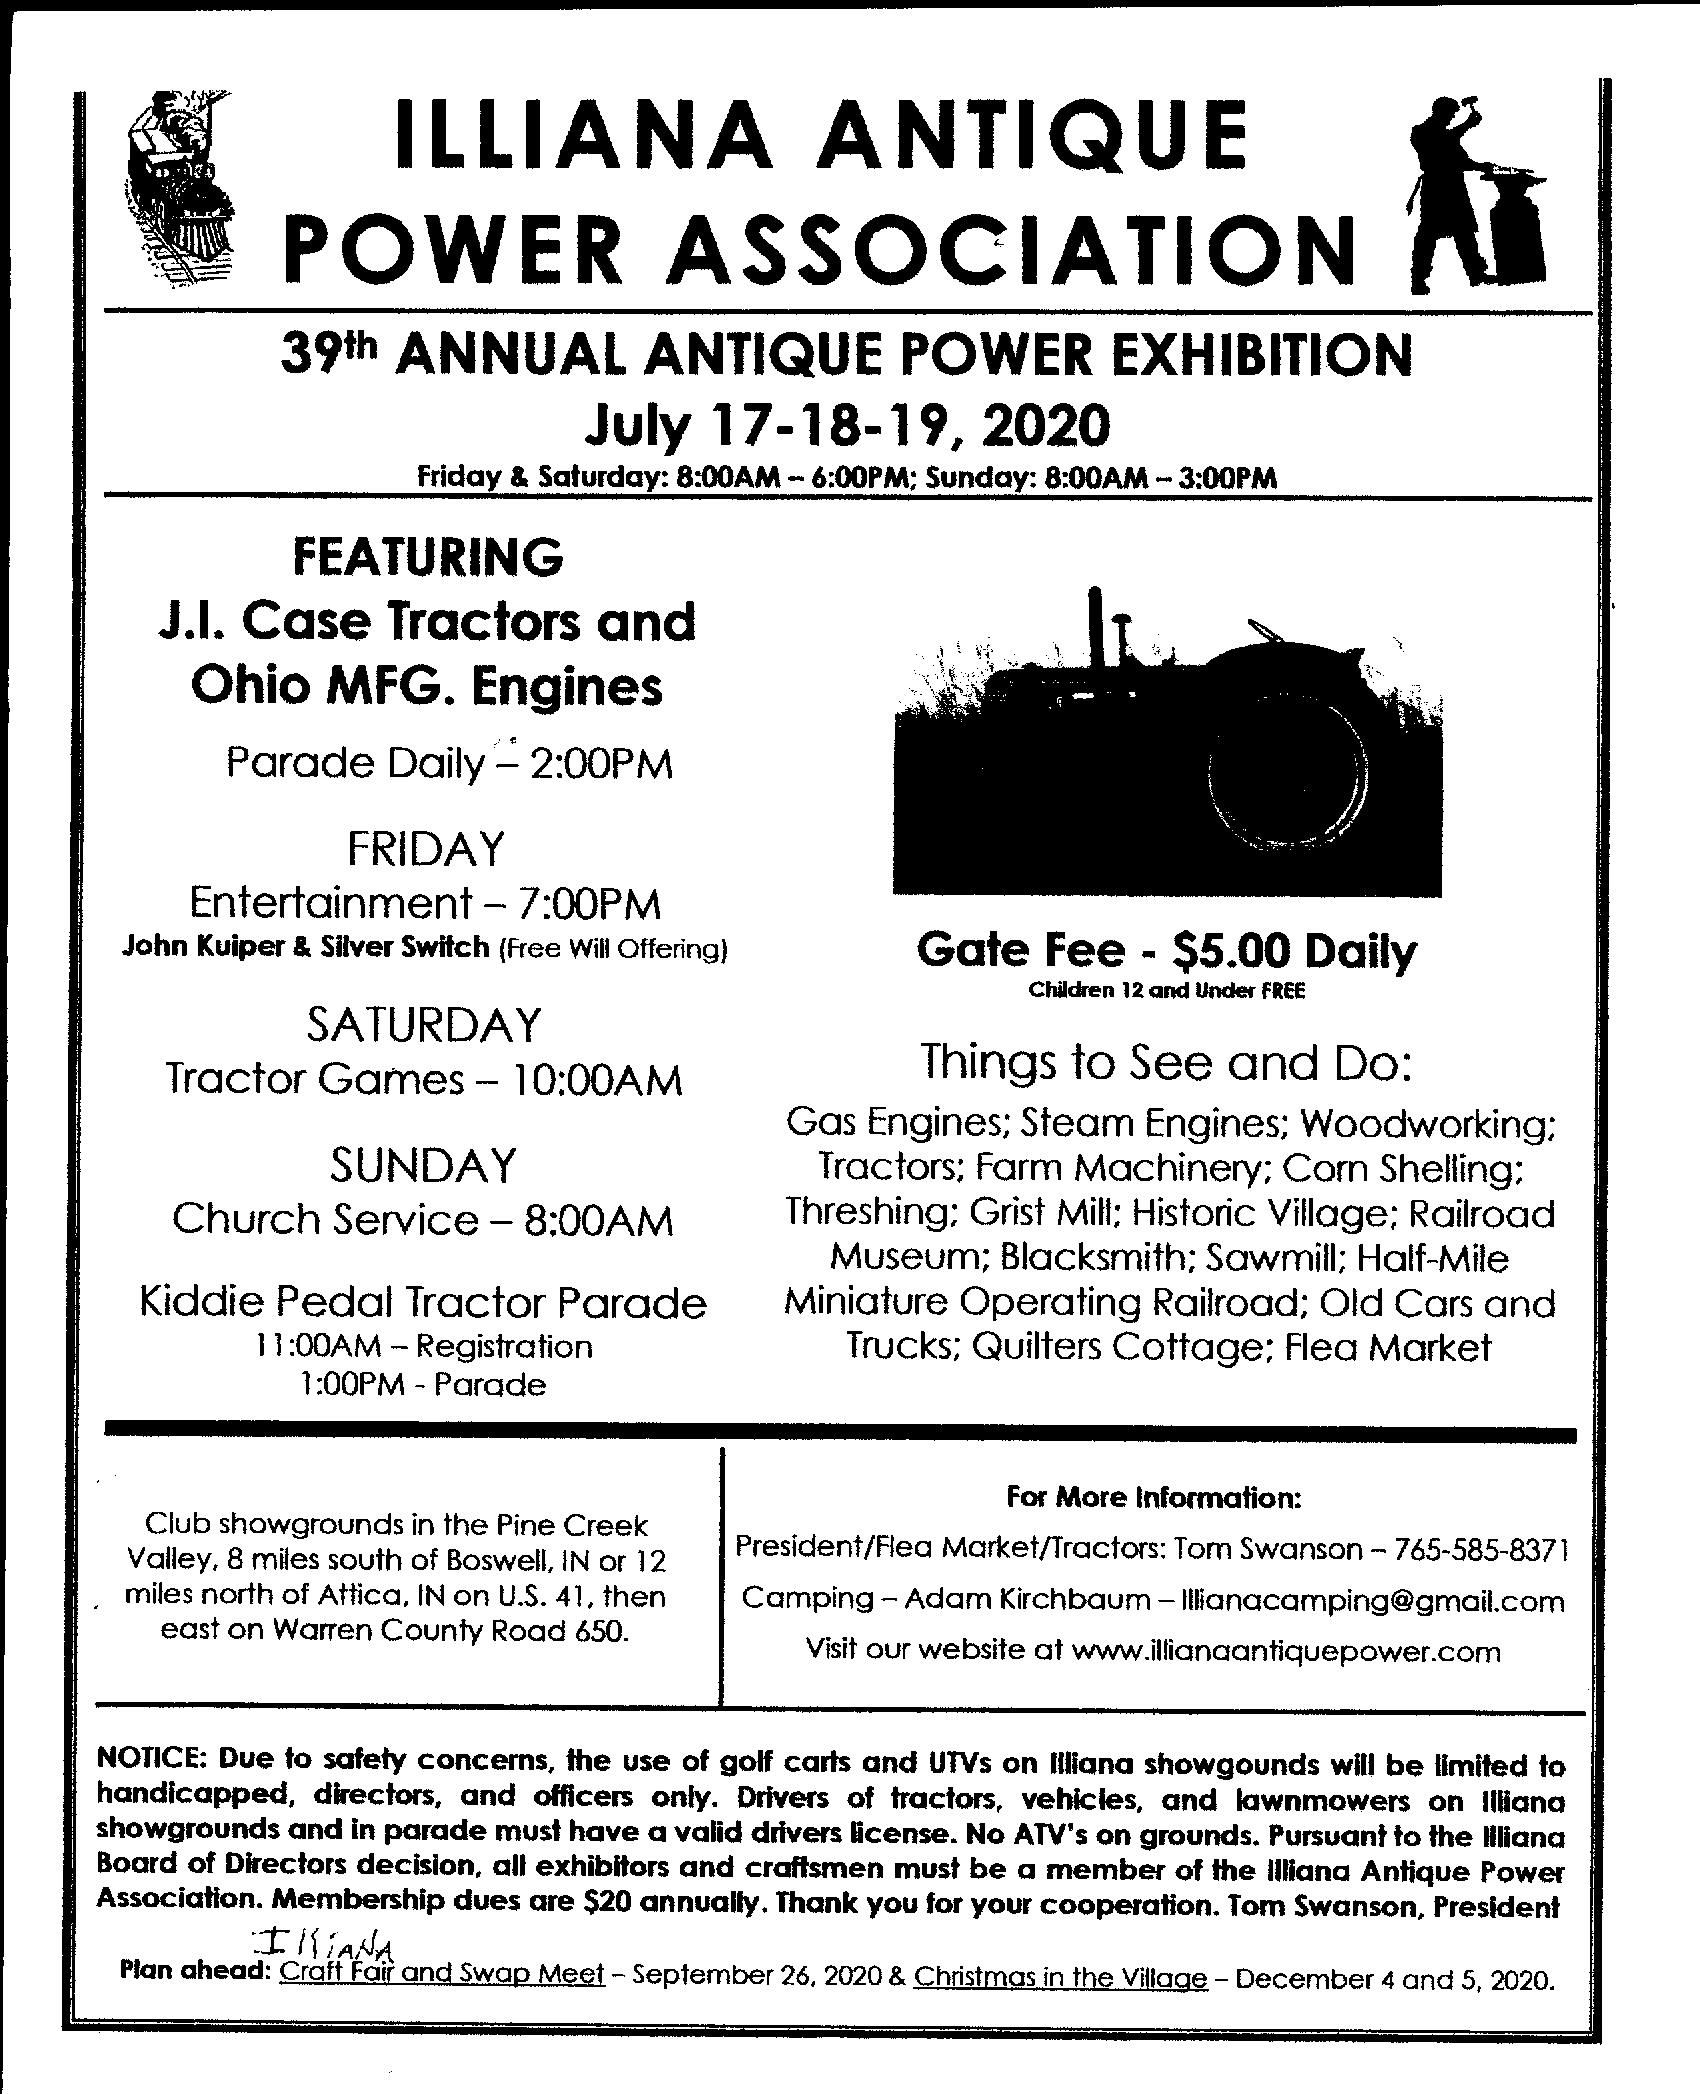 ILLIANA ANTIQUE
POWER ASSOCIATION
39th ANNUAL ANTIQUE POWER EXHIBITION
July 17-18-19, 2020
Friday & Saturday: 8:00AM – 6:00PM; Sunday: 8:00AM – 3:00PM
FEATURING
J.I. Case Tractors and
Ohio MFG. Engines
Parade Daily – 2:00PM
FRIDAY
Entertainment – 7:00PM
John Kuiper & Silver Switch (Free Will Offering)
SATURDAY
Tractor Games – 10:00AM
SUNDAY
Church Service – 8:00AM
Kiddie Pedal Tractor Parade
11:00AM – Registration
1:00PM - Parade
Gate Fee - $5.00 Daily
Children 12 and Under FREE
Things to See and Do:
Gas Engines; Steam Engines; Woodworking;
Tractors; Farm Machinery; Corn Shelling;
Threshing; Grist Mill; Historic Village; Railroad
Museum; Blacksmith; Sawmill; Half-Mile
Miniature Operating Railroad; Old Cars and
Trucks; Quilters Cottage; Flea Market
Club showgrounds in the Pine Creek
Valley, 8 miles south of Boswell, IN or 12
miles north of Attica, IN on U.S. 41, then
east on Warren County Road 650.
For More Information:
President/Flea Market/Tractors: Tom Swanson – 765-585-8371
Camping – Adam Kirchbaum – Illianacamping@gmail.com
Visit our website at www.illianaantiquepower.com
NOTICE: Due to safety concerns, the use of golf carts and UTVs on Illiana showgounds will be limited to
handicapped, directors, and officers only. Drivers of tractors, vehicles, and lawnmowers on Illiana
showgrounds and in parade must have a valid drivers license. No ATV's on grounds. Pursuant to the Illiana
Board of Directors decision, all exhibitors and craftsmen must be a member of the Illiana Antique Power
Association. Membership dues are $20 annually. Thank you for your cooperation. Tom Swanson, President
IlliANA
Plan ahead: Craft Fair and Swap Meet – September 26, 2020 & Christmas in the Village – December 4 and 5, 2020.